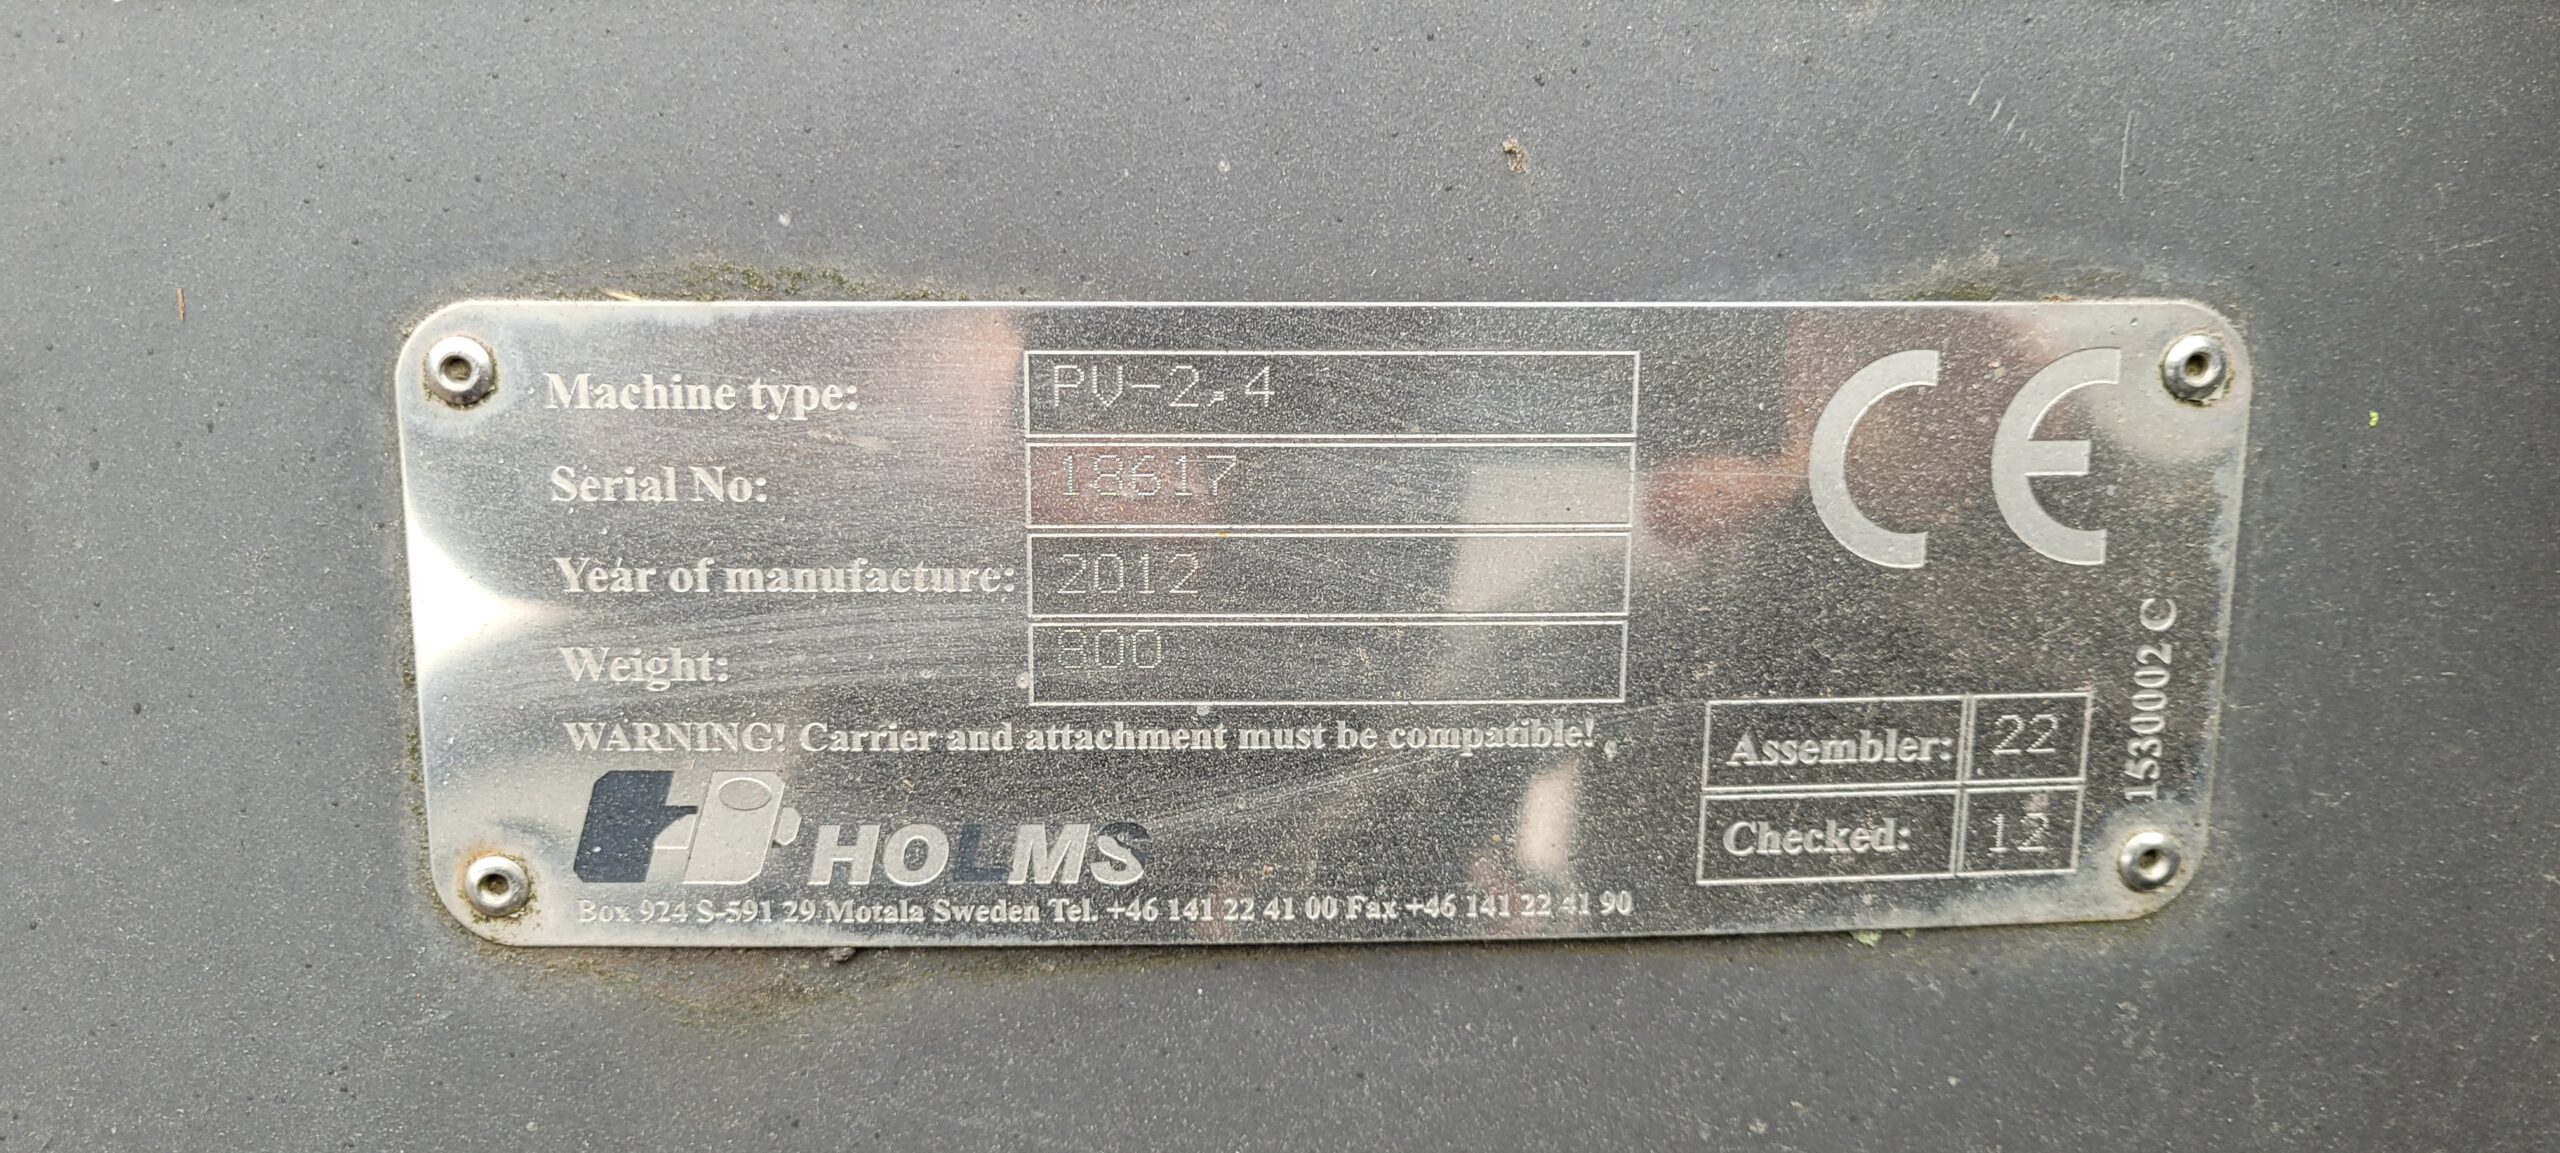 Machine type: PV-2.4
Serial No: 18617
Year of manufacture: 2012
Weight: 800
WARNING! Carrier and attachment must be compatible!
HOLMS
Box 924 S-591 29 Motala Sweden Tel. +46 141 22 41 00 Fax +46 141 22 41 90
CE
Assembler: 22
Checked: 12
1530002 C